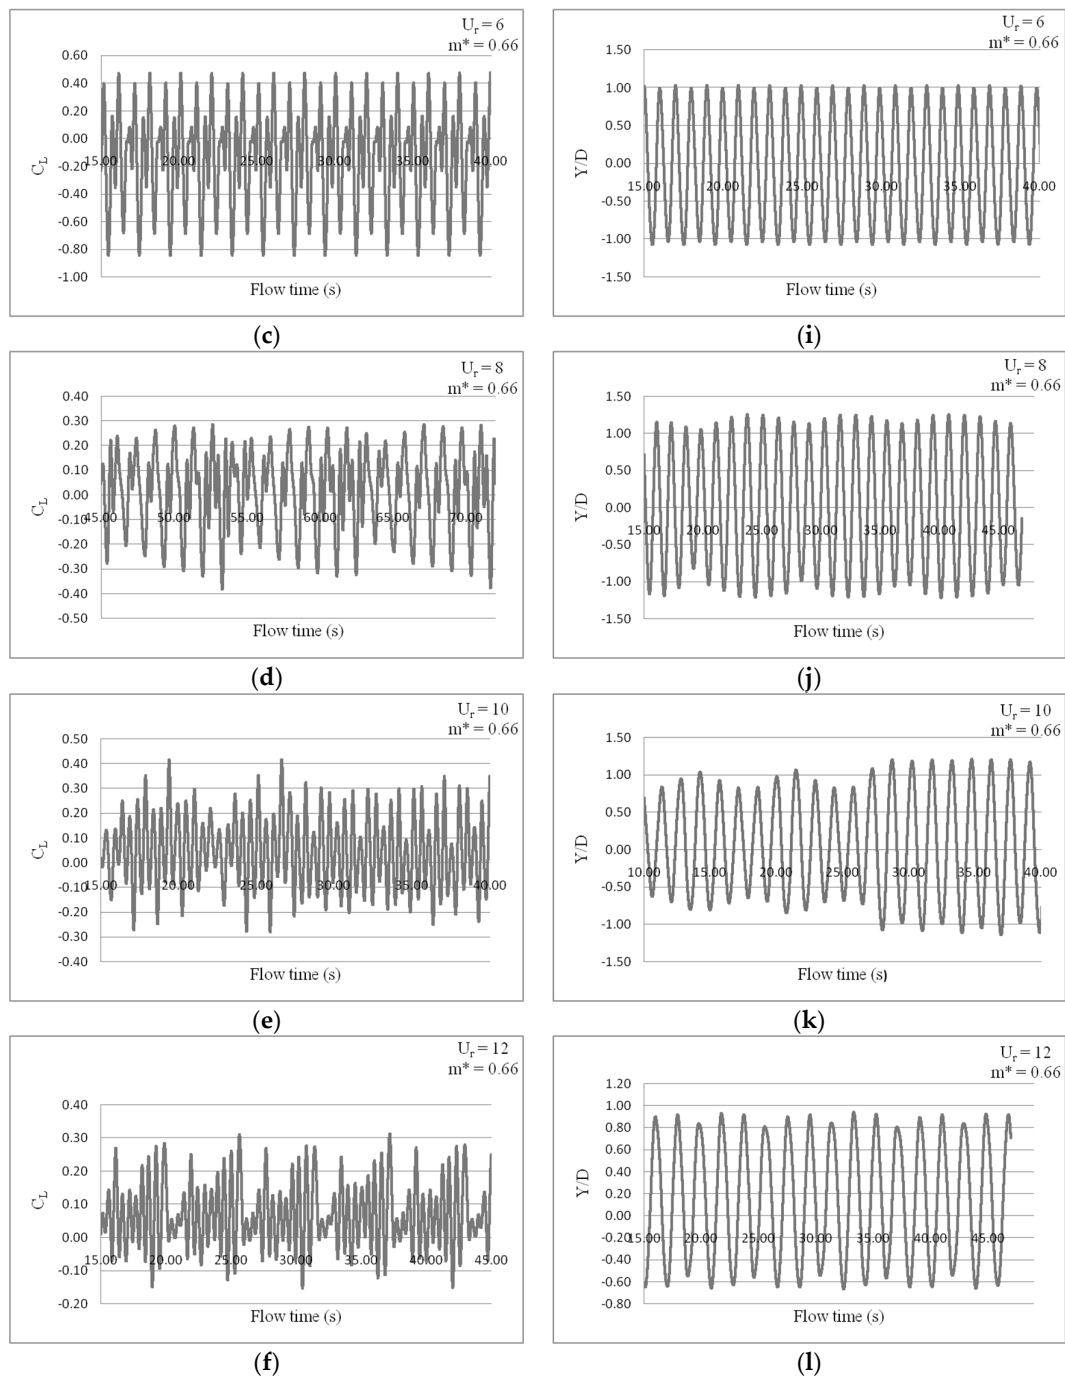 U_r = 6
m* = 0.66
0.60
0.40
0.20
0.00
-0.20
-0.40
-0.60
-0.80
-1.00
15.00 20.00 25.00 30.00 35.00 40.00
C_L
Flow time (s)
(c)
U_r = 6
m* = 0.66
1.50
1.00
0.50
0.00
-0.50
-1.00
-1.50
15.00 20.00 25.00 30.00 35.00 40.00
Y/D
Flow time (s)
(i)
U_r = 8
m* = 0.66
0.40
0.30
0.20
0.10
0.00
-0.10
-0.20
-0.30
-0.40
-0.50
45.00 50.00 55.00 60.00 65.00 70.00
C_L
Flow time (s)
(d)
U_r = 8
m* = 0.66
1.50
1.00
0.50
0.00
-0.50
-1.00
-1.50
15.00 20.00 25.00 30.00 35.00 40.00 45.00
Y/D
Flow time (s)
(j)
U_r = 10
m* = 0.66
0.50
0.40
0.30
0.20
0.10
0.00
-0.10
-0.20
-0.30
-0.40
15.00 20.00 25.00 30.00 35.00 40.00
C_L
Flow time (s)
(e)
U_r = 10
m* = 0.66
1.50
1.00
0.50
0.00
-0.50
-1.00
-1.50
10.00 15.00 20.00 25.00 30.00 35.00 40.00
Y/D
Flow time (s)
(k)
U_r = 12
m* = 0.66
0.40
0.30
0.20
0.10
0.00
-0.10
-0.20
15.00 20.00 25.00 30.00 35.00 40.00 45.00
C_L
Flow time (s)
(f)
U_r = 12
m* = 0.66
1.20
1.00
0.80
0.60
0.40
0.20
0.00
-0.20
-0.40
-0.60
-0.80
15.00 20.00 25.00 30.00 35.00 40.00 45.00
Y/D
Flow time (s)
(l)